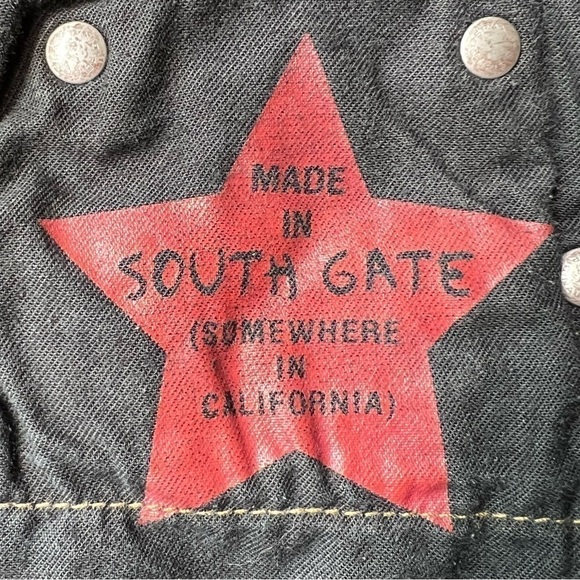 MADE
IN
SOUTH GATE
(SOMEWHERE
IN
CALIFORNIA)